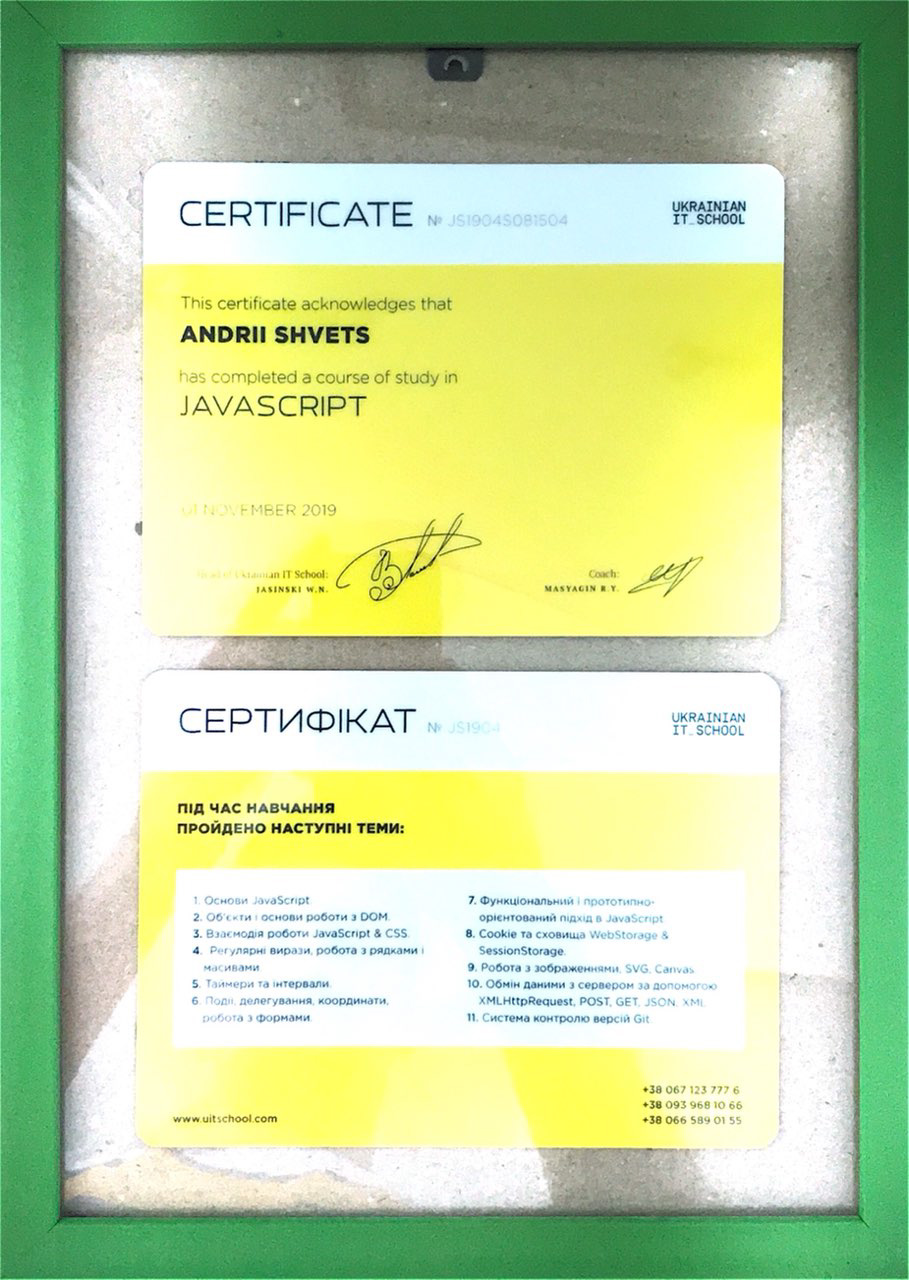 CERTIFICATE № JS1904S081504
UKRAINIAN
IT_SCHOOL
This certificate acknowledges that
ANDRII SHVETS
has completed a course of study in
JAVASCRIPT
01 NOVEMBER 2019
Head of Ukrainian IT School:
JASINSKI W.N.
Coach:
MASYAGIN R.Y.
СЕРТИФІКАТ № JS1904
UKRAINIAN
IT_SCHOOL
ПІД ЧАС НАВЧАННЯ
ПРОЙДЕНО НАСТУПНІ ТЕМИ:
1. Основи JavaScript
2. Об'єкти і основи роботи з DOM.
3. Взаємодія роботи JavaScript & CSS.
4. Регулярні вирази, робота з рядками і
масивами
5. Таймери та інтервали.
6. Події, делегування, координати,
робота з формами
7. Функціональний і прототипно-
орієнтований підхід в JavaScript
8. Cookie та сховища WebStorage &
SessionStorage.
9. Робота з зображеннями, SVG, Canvas
10. Обмін даними з сервером за допомогою
XMLHttpRequest, POST, GET, JSON, XML
11. Система контролю версій Git
www.uitschool.com
+38 067 123 777 6
+38 093 968 10 66
+38 066 589 01 55